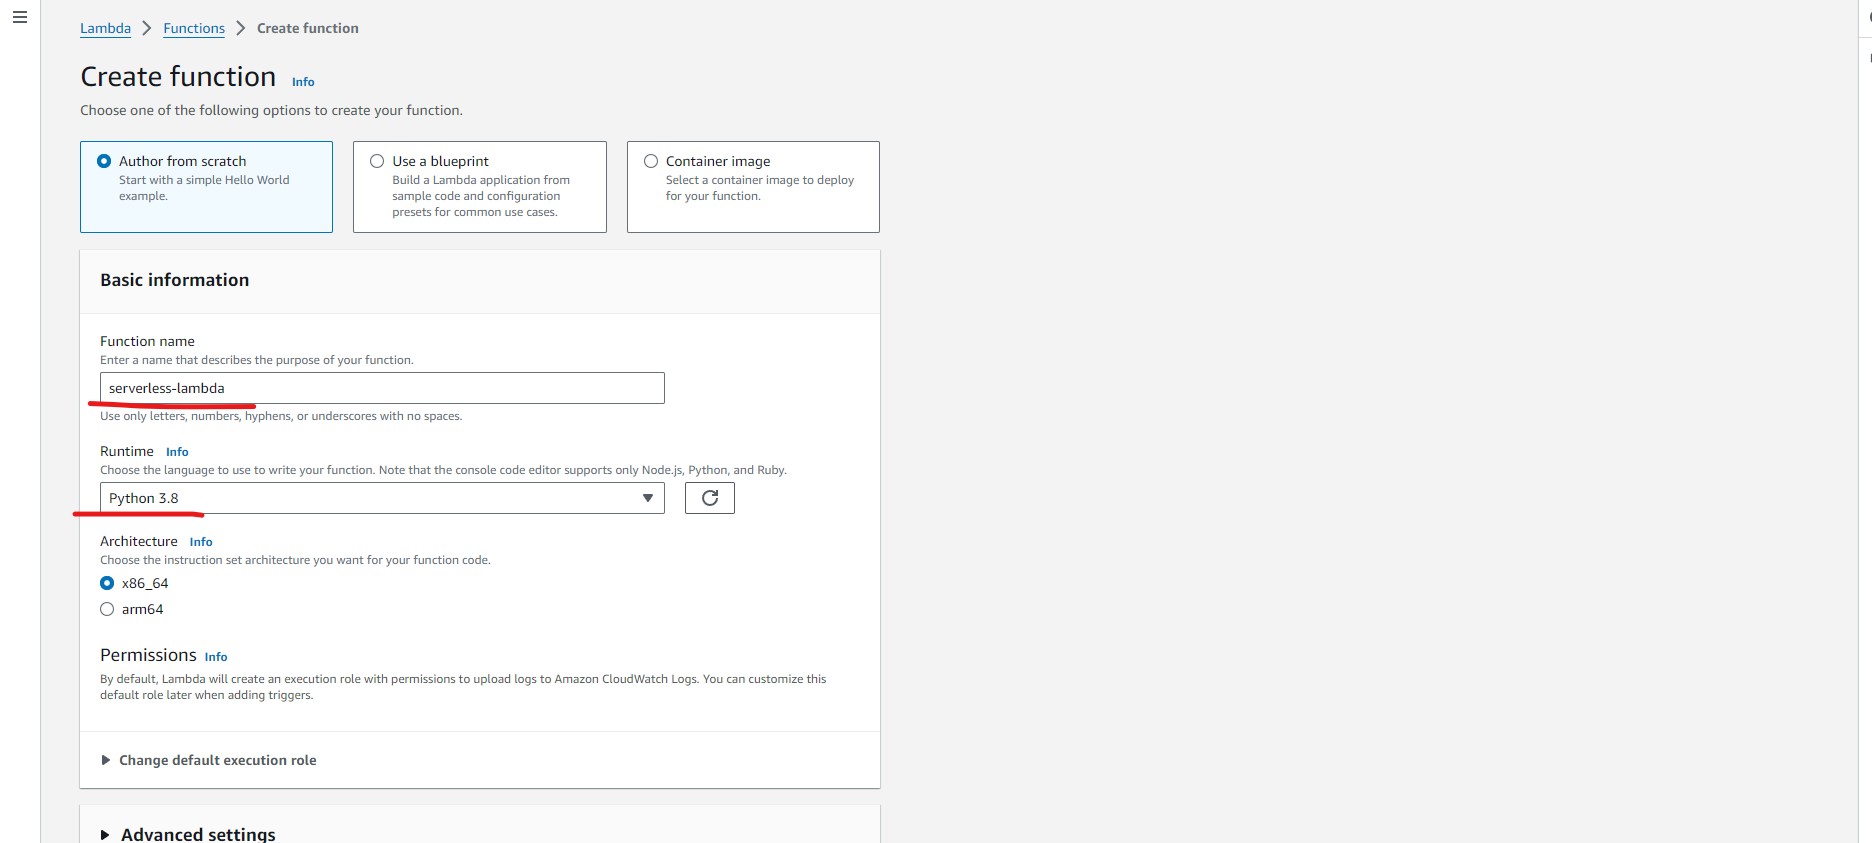 Lambda > Functions > Create function
Create function Info
Choose one of the following options to create your function.
Author from scratch
Start with a simple Hello World
example.
Use a blueprint
Build a Lambda application from
sample code and configuration
presets for common use cases.
Container image
Select a container image to deploy
for your function.
Basic information
Function name
Enter a name that describes the purpose of your function.
serverless-lambda
Use only letters, numbers, hyphens, or underscores with no spaces.
Runtime Info
Choose the language to use to write your function. Note that the console code editor supports only Node.js, Python, and Ruby.
Python 3.8
Architecture Info
Choose the instruction set architecture you want for your function code.
x86_64
arm64
Permissions Info
By default, Lambda will create an execution role with permissions to upload logs to Amazon CloudWatch Logs. You can customize this
default role later when adding triggers.
Change default execution role
Advanced settings